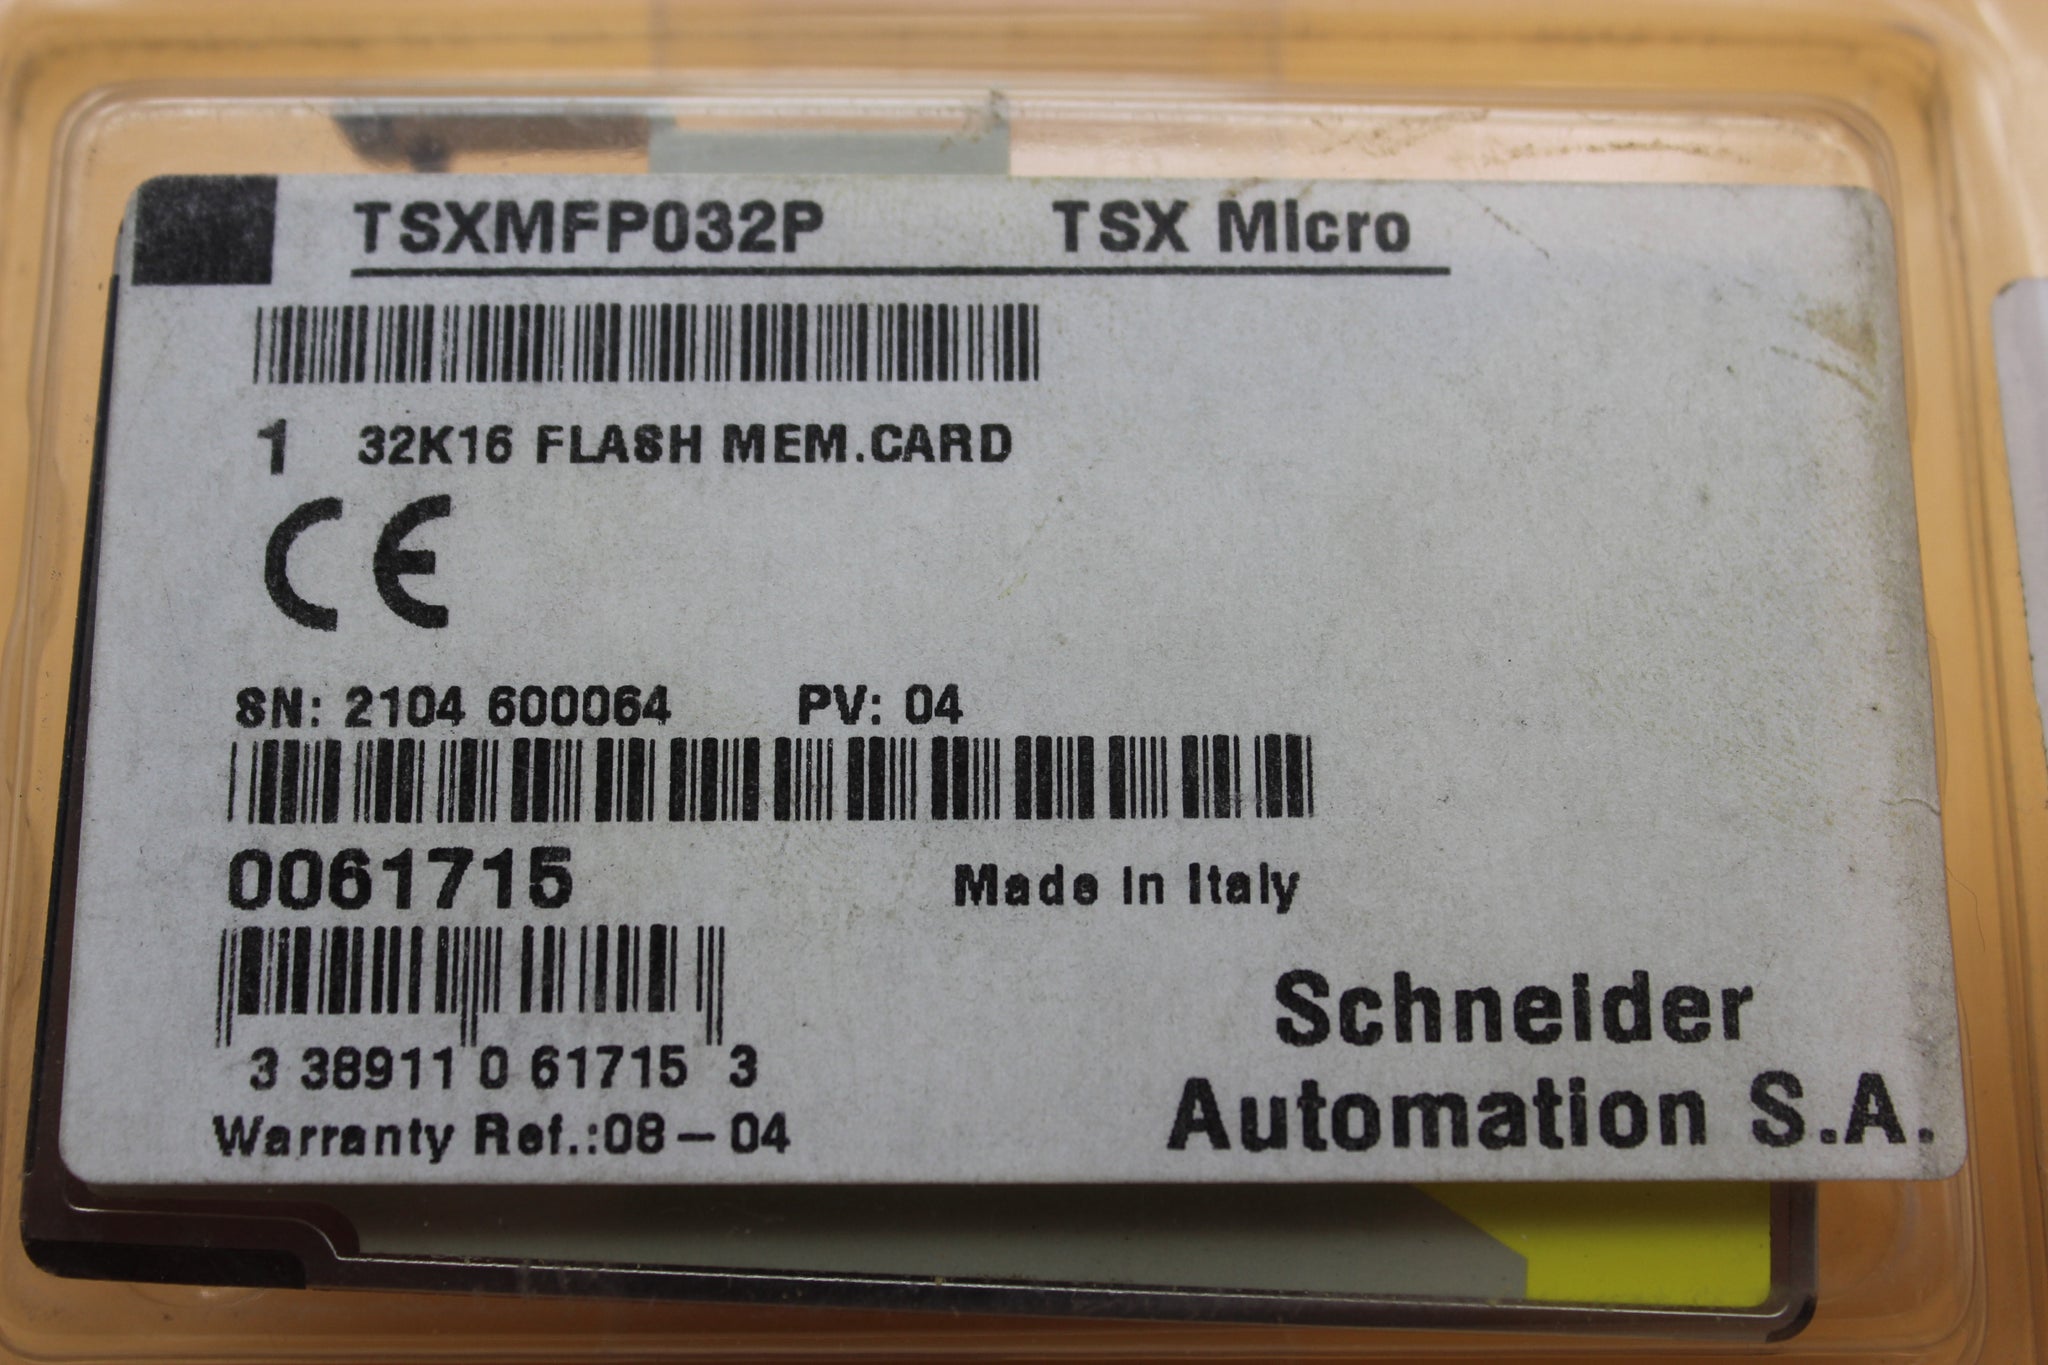 TSXMFP032P TSX Micro
1 32K16 FLASH MEM.CARD
CE
SN: 2104 600064 PV: 04
0061715 Made in Italy
3 38911 0 61715 3
Warranty Ref.:08-04
Schneider
Automation S.A.